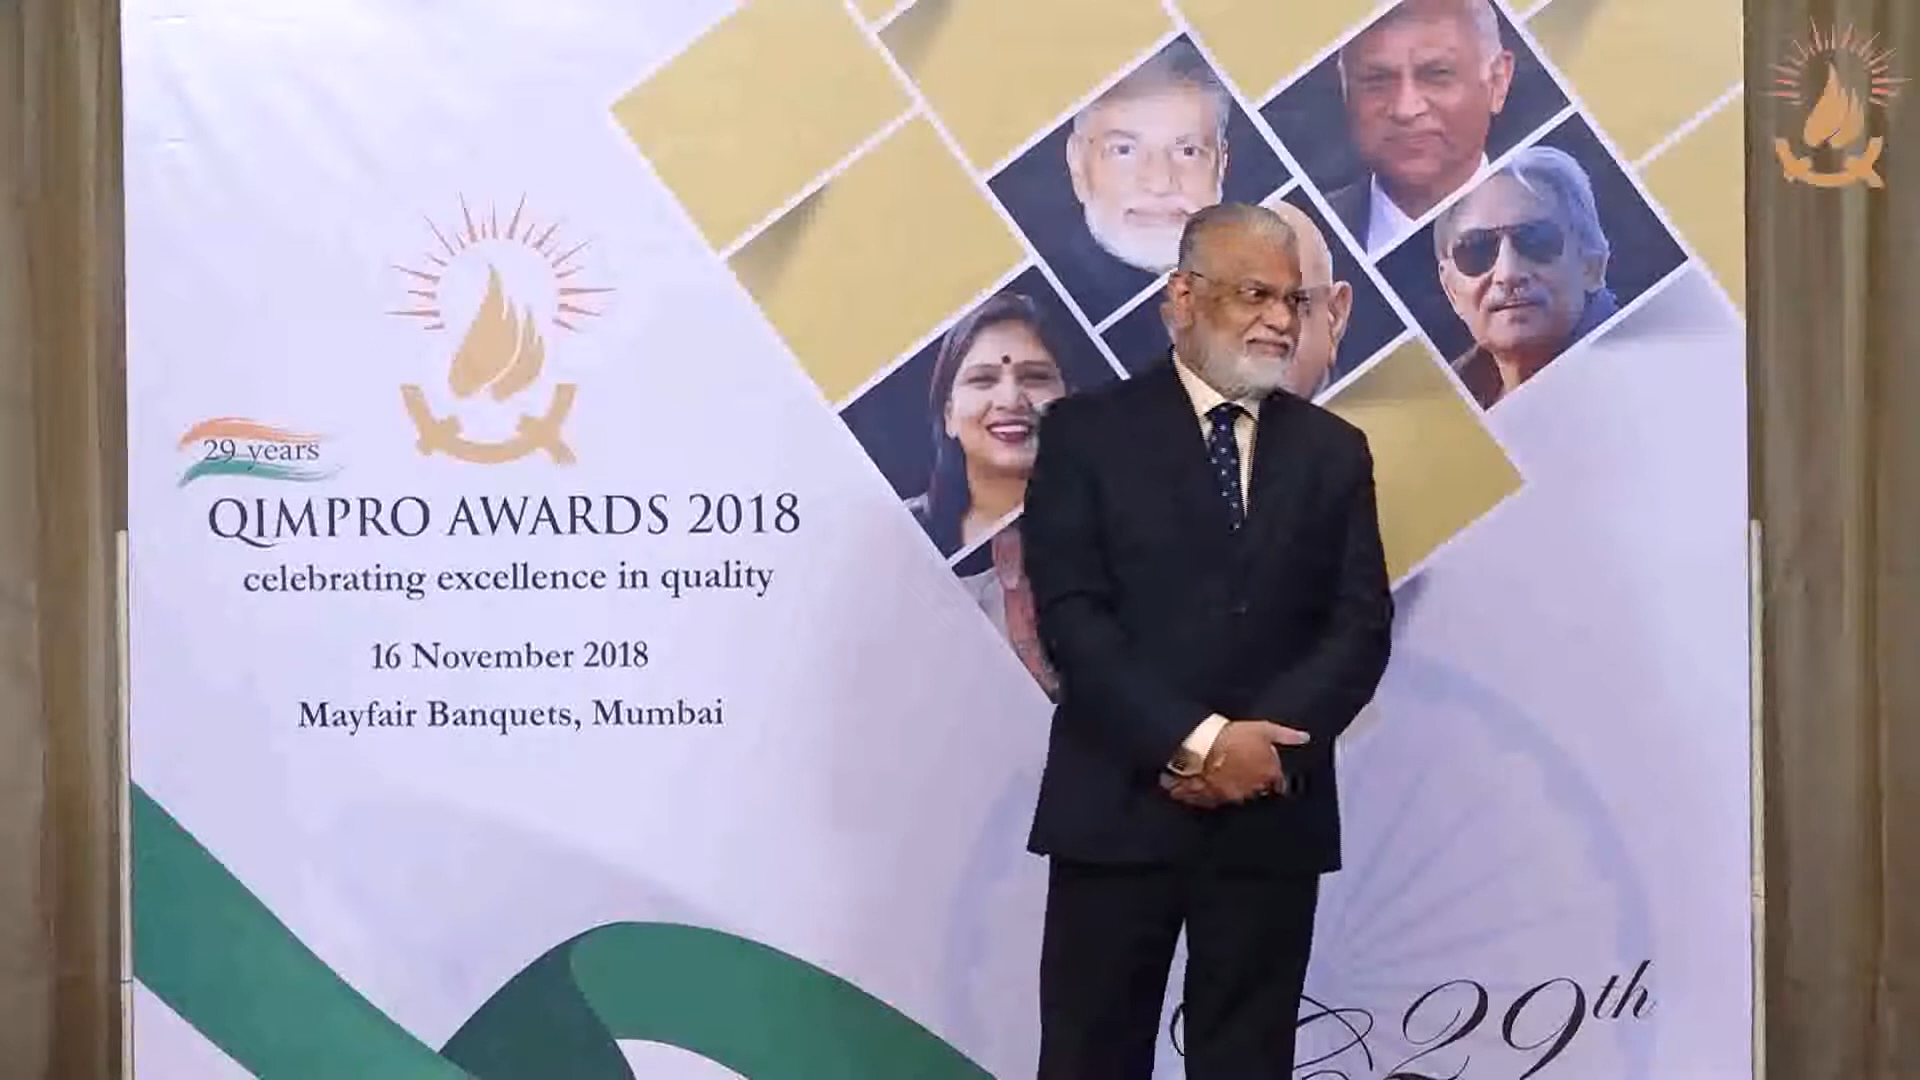 29 years
QIMPRO AWARDS 2018
celebrating excellence in quality
16 November 2018
Mayfair Banquets, Mumbai
29th